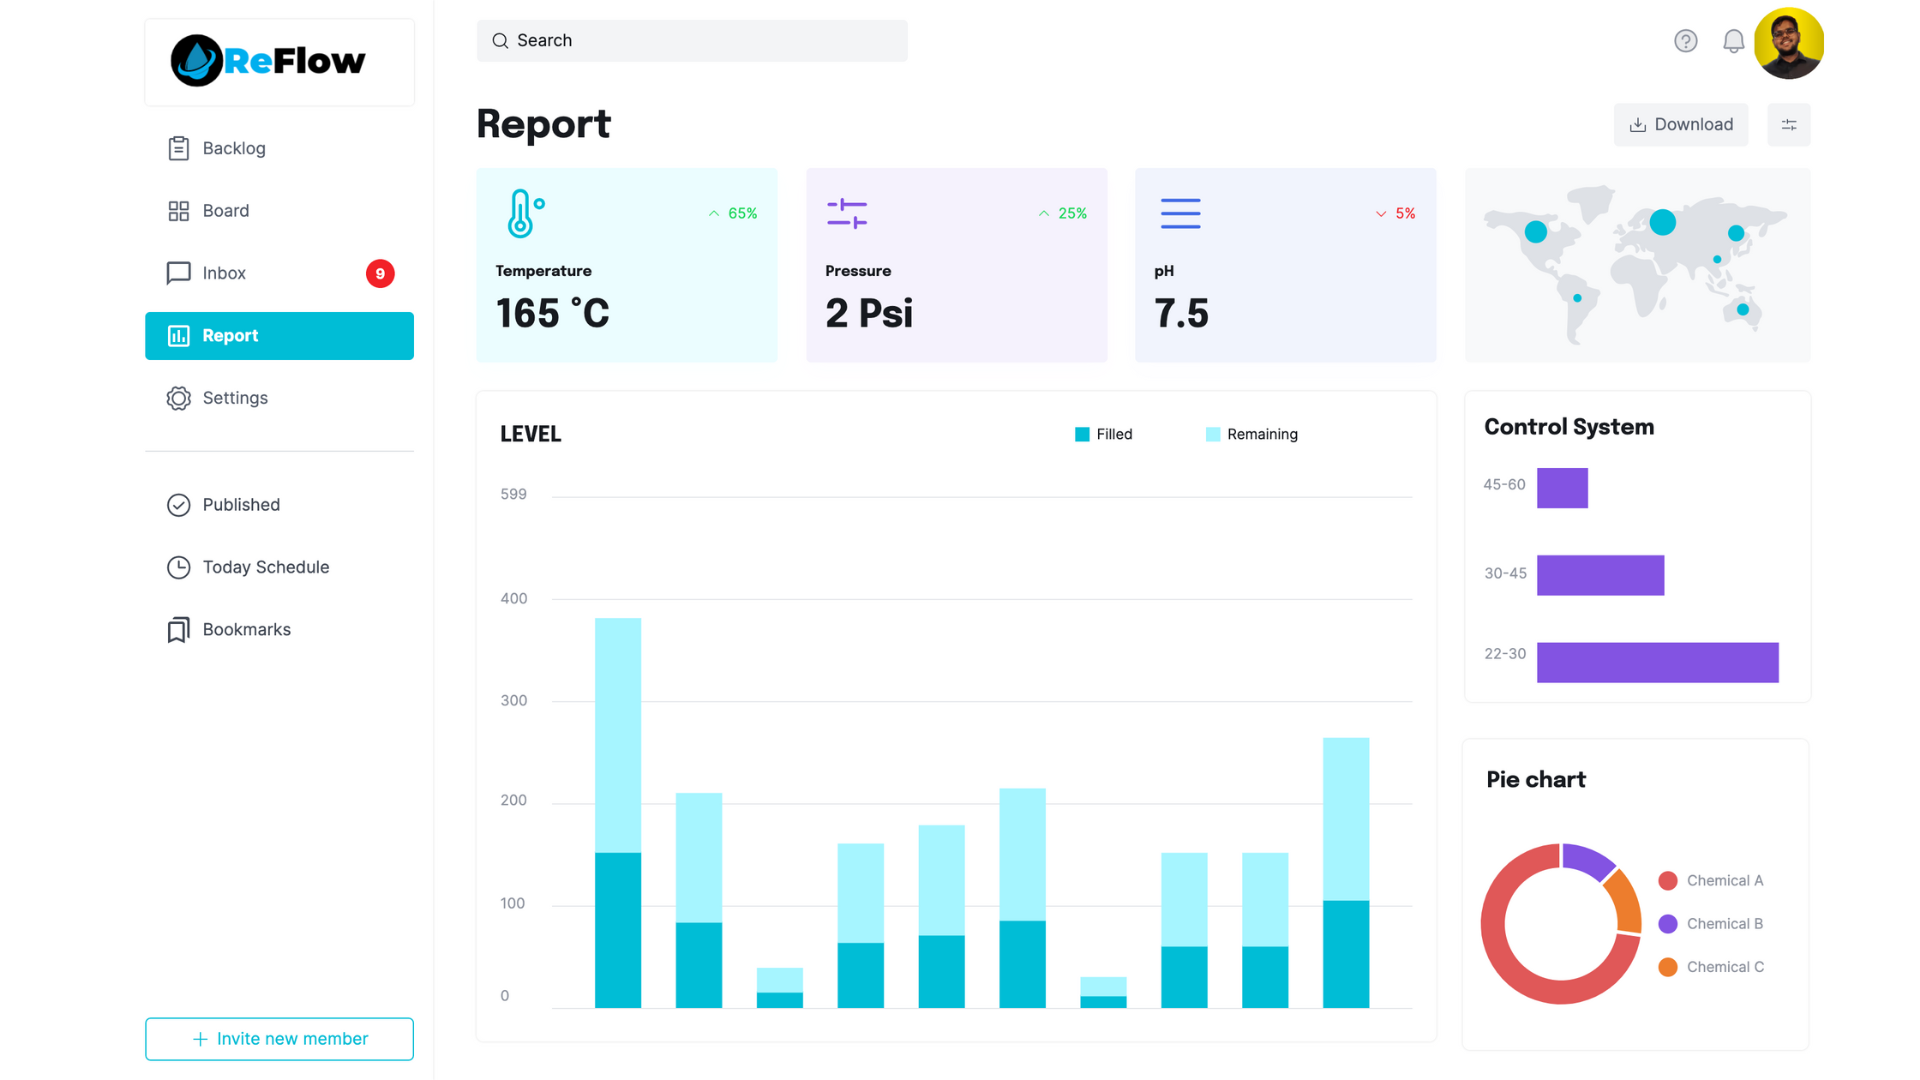 ReFlow
Search
Backlog
Board
Inbox
9
Report
Settings
Published
Today Schedule
Bookmarks
+ Invite new member
Report
Download
65%
Temperature
165 °C
25%
Pressure
2 Psi
5%
pH
7.5
LEVEL
Filled
Remaining
599
400
300
200
100
0
Control System
45-60
30-45
22-30
Pie chart
Chemical A
Chemical B
Chemical C